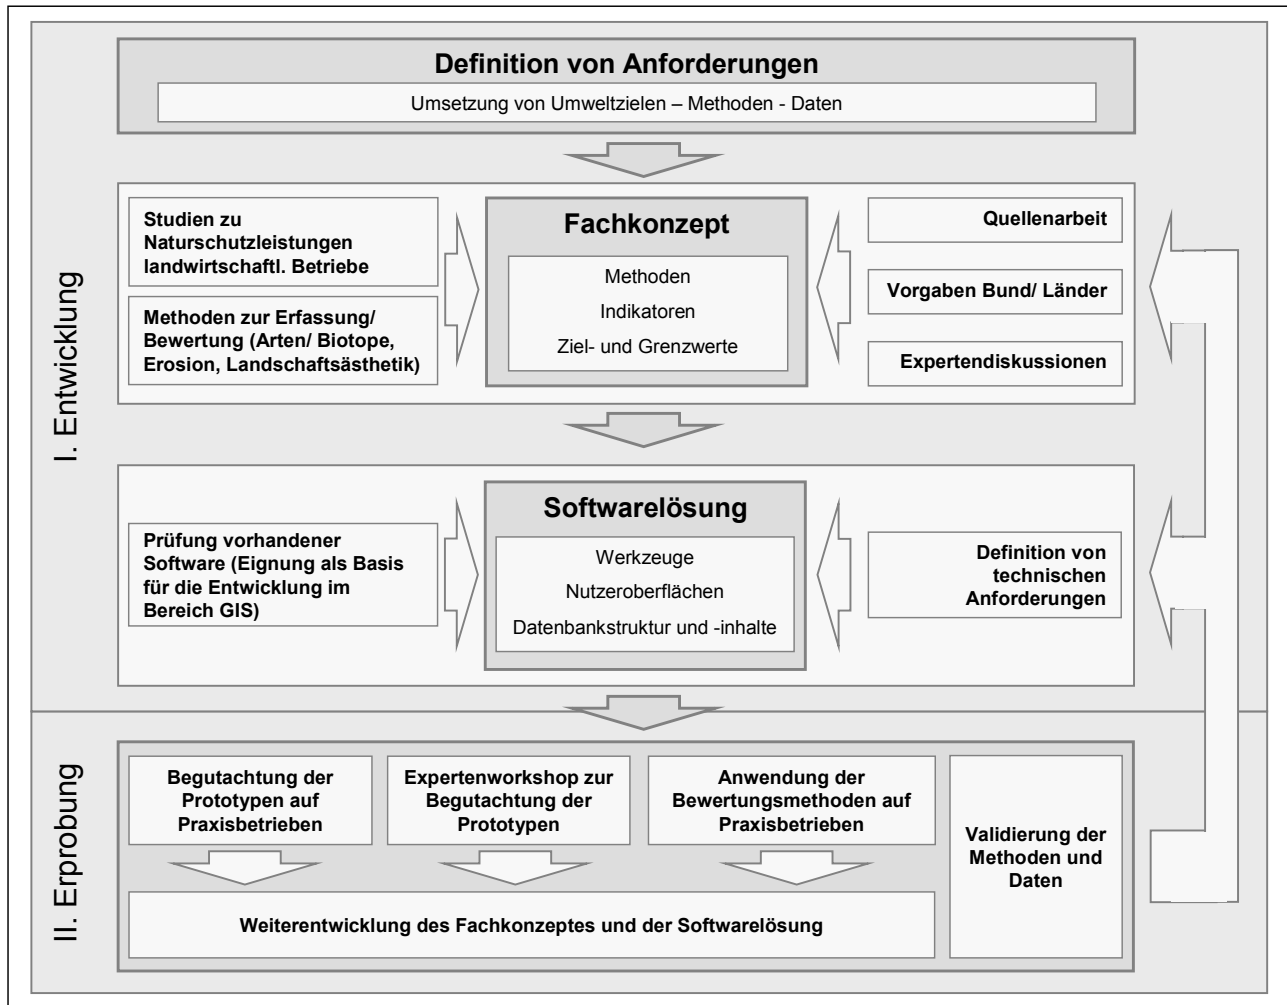 I. Entwicklung
Definition von Anforderungen
Umsetzung von Umweltzielen – Methoden - Daten
Studien zu
Naturschutzleistungen
landwirtschaftl. Betriebe
Methoden zur Erfassung/
Bewertung (Arten/ Biotope,
Erosion, Landschaftsästhetik)
Fachkonzept
Methoden
Indikatoren
Ziel- und Grenzwerte
Quellenarbeit
Vorgaben Bund/ Länder
Expertendiskussionen
Prüfung vorhandener
Software (Eignung als Basis
für die Entwicklung im
Bereich GIS)
Softwarelösung
Werkzeuge
Nutzeroberflächen
Datenbankstruktur und -inhalte
Definition von
technischen
Anforderungen
II. Erprobung
Begutachtung der
Prototypen auf
Praxisbetrieben
Expertenworkshop zur
Begutachtung der
Prototypen
Anwendung der
Bewertungsmethoden auf
Praxisbetrieben
Weiterentwicklung des Fachkonzeptes und der Softwarelösung
Validierung der
Methoden und
Daten